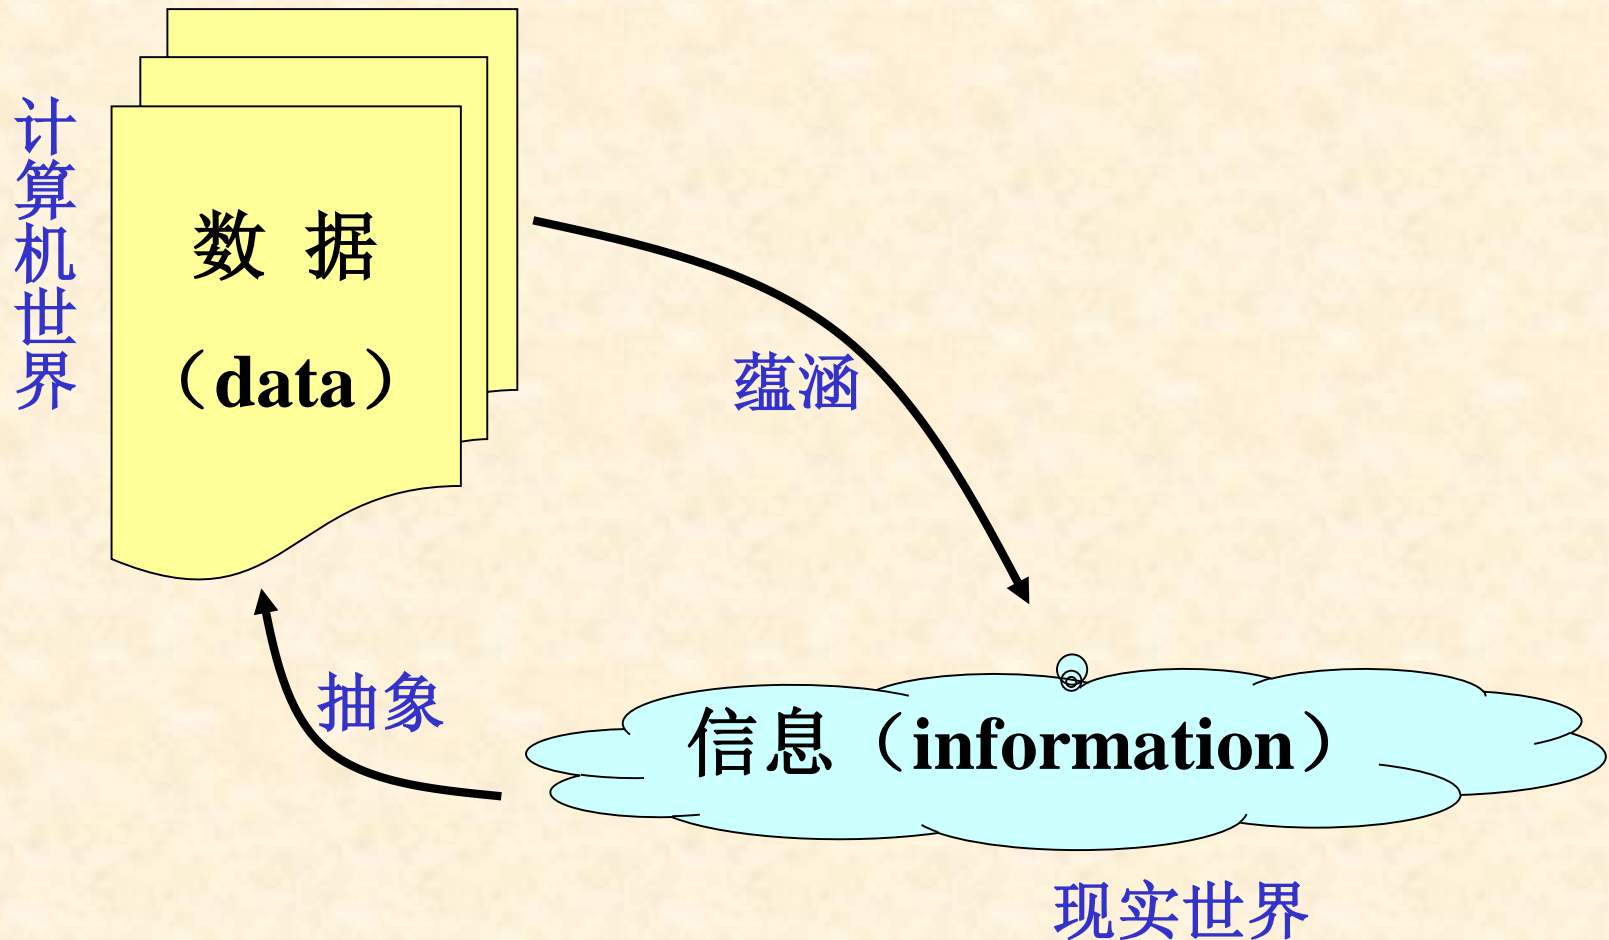 计算机世界
数 据
（data）
蕴涵
抽象
信息（information）
现实世界